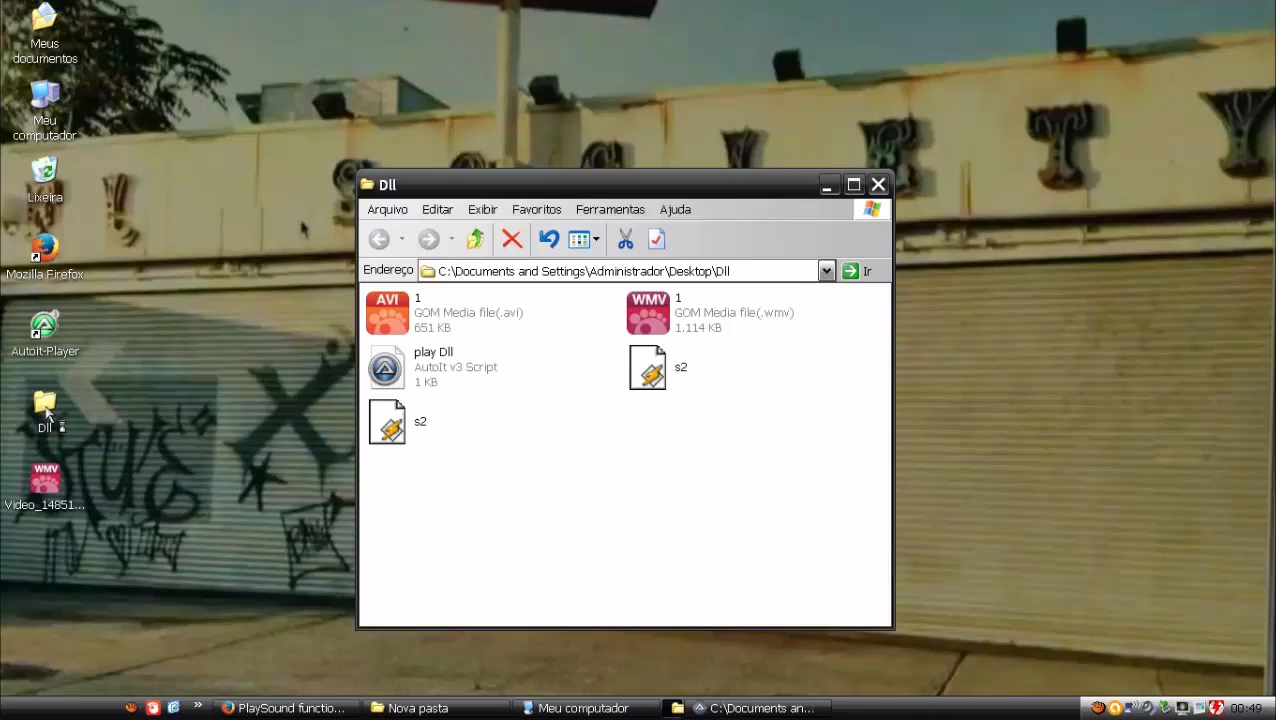 Meus
documentos
Meu
computador
Lixeira
Mozilla Firefox
Autoit-Player
Dll
WMV
Video_14851...
Dll
Arquivo Editar Exibir Favoritos Ferramentas Ajuda
Endereço C:\Documents and Settings\Administrador\Desktop\Dll Ir
AVI
1
GOM Media file(.avi)
651 KB
WMV
1
GOM Media file(.wmv)
1.114 KB
play Dll
AutoIt v3 Script
1 KB
s2
s2
PlaySound functio... Nova pasta Meu computador C:\Documents an... 00:49